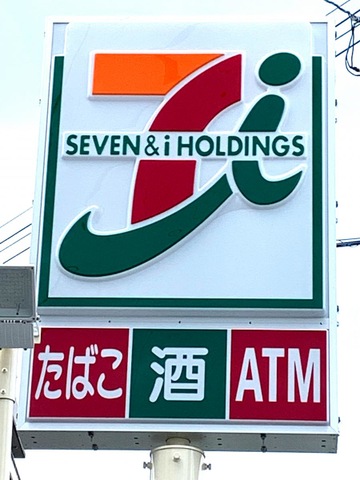 SEVEN & i HOLDINGS
たばこ 酒 ATM